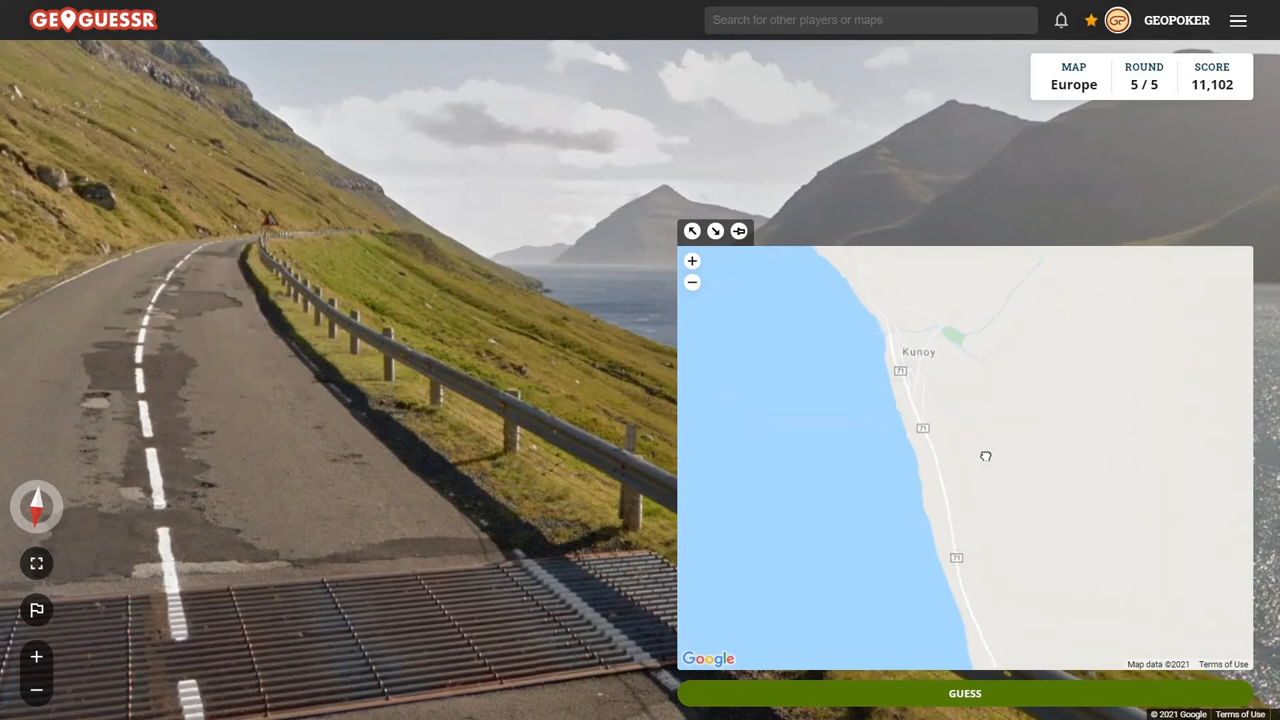 GEOGUESSR
Search for other players or maps
GP
GEOPOKER
MAP
Europe
ROUND
5 / 5
SCORE
11,102
Kunoy
71
71
71
Google
Map data ©2021
Terms of Use
GUESS
© 2021 Google
Terms of Use